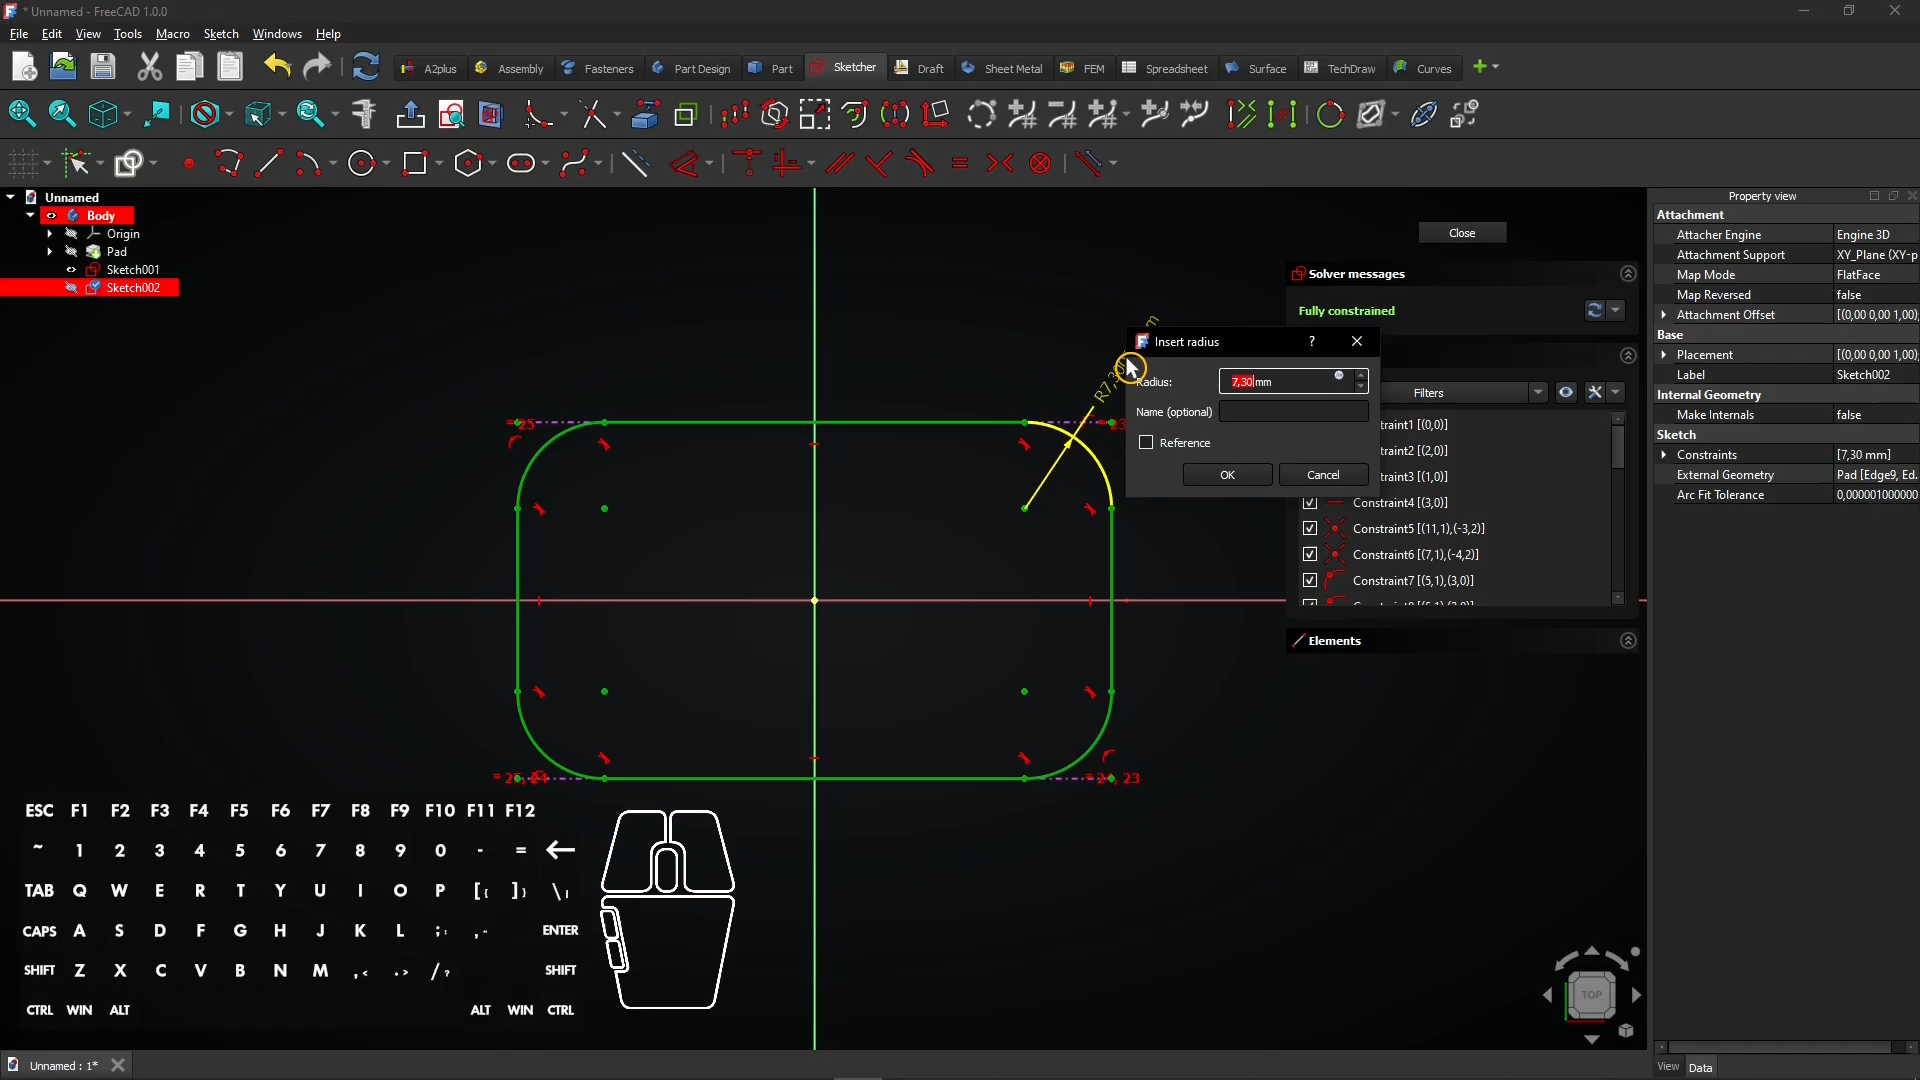 * Unnamed - FreeCAD 1.0.0
File Edit View Tools Macro Sketch Windows Help
A2plus Assembly Fasteners Part Design Part Sketcher Draft Sheet Metal FEM Spreadsheet Surface TechDraw Curves
Unnamed
Body
Origin
Pad
Sketch001
Sketch002
Close
Solver messages
Fully constrained
Insert radius ?
Radius: 7,30 mm
Name (optional)
Reference
OK Cancel
R7,30
m
Filters
traint1 [(0,0)]
traint2 [(2,0)]
traint3 [(1,0)]
Constraint4 [(3,0)]
Constraint5 [(11,1),(-3,2)]
Constraint6 [(7,1),(-4,2)]
Constraint7 [(5,1),(3,0)]
Elements
= 25
= 23
Property view
Attachment
Attacher Engine Engine 3D
Attachment Support XY_Plane (XY-p
Map Mode FlatFace
Map Reversed false
Attachment Offset [(0,00 0,00 1,00);
Base
Placement [(0,00 0,00 1,00);
Label Sketch002
Internal Geometry
Make Internals false
Sketch
Constraints [7,30 mm]
External Geometry Pad [Edge9, Ed.
Arc Fit Tolerance 0,000001000000
ESC F1 F2 F3 F4 F5 F6 F7 F8 F9 F10 F11 F12
~ 1 2 3 4 5 6 7 8 9 0 - = ←
TAB Q W E R T Y U I O P [{ ]} \|
CAPS A S D F G H J K L ;: ,“ ENTER
SHIFT Z X C V B N M ,< .> /? SHIFT
CTRL WIN ALT ALT WIN CTRL
TOP
Unnamed : 1*
View Data